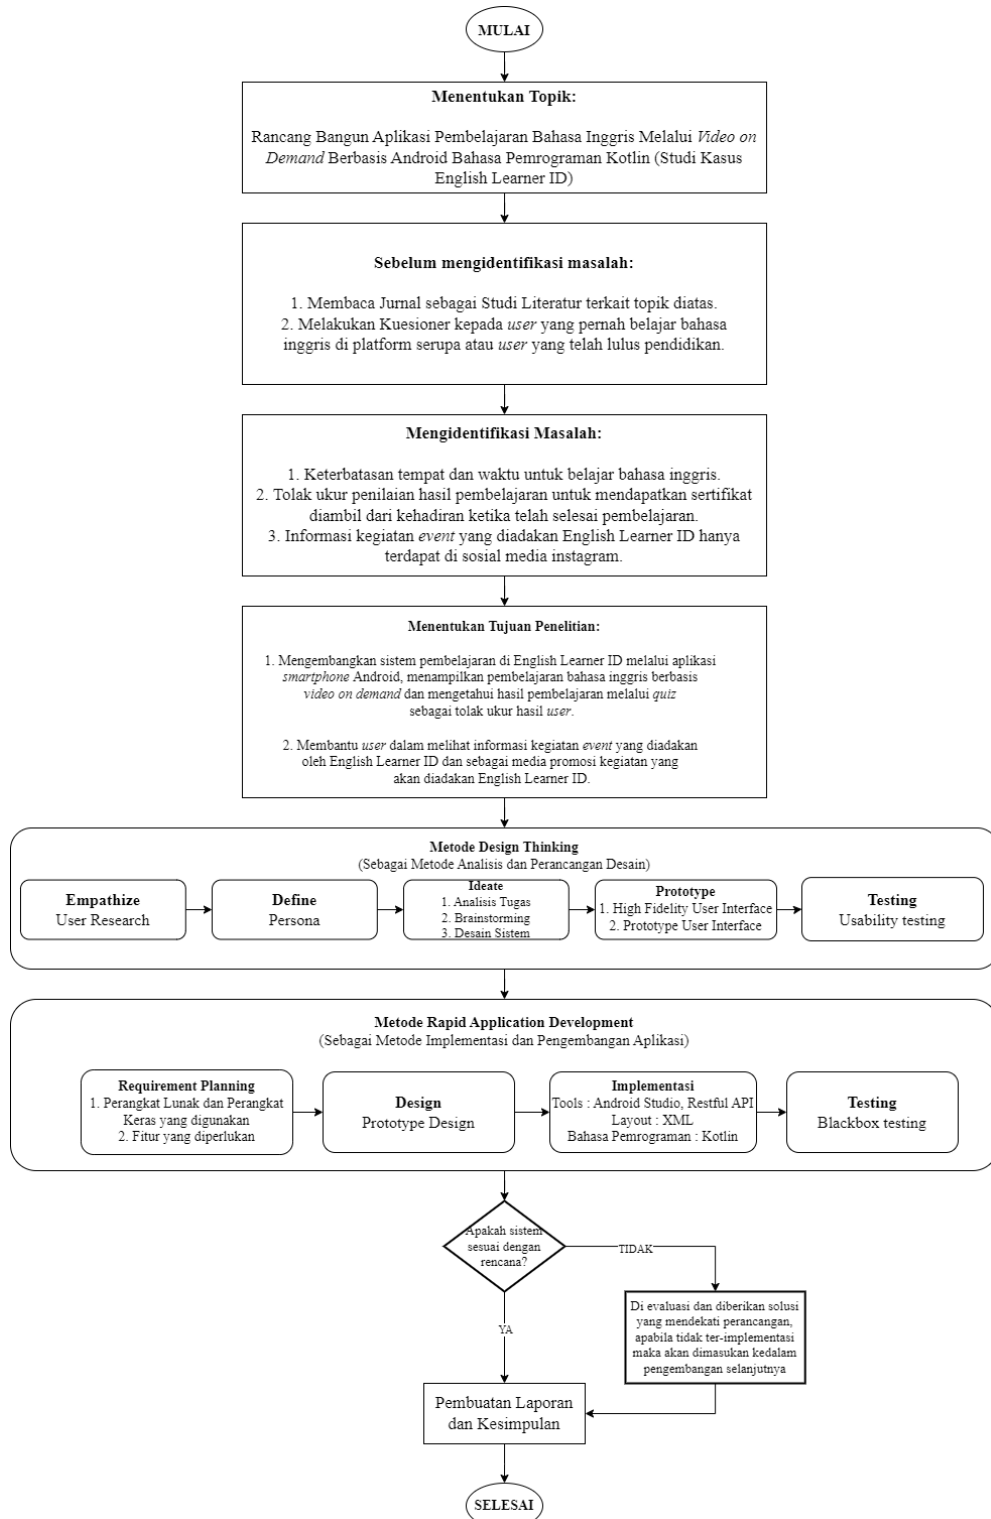 MULAI
Menentukan Topik:
Rancang Bangun Aplikasi Pembelajaran Bahasa Inggris Melalui Video on
Demand Berbasis Android Bahasa Pemrograman Kotlin (Studi Kasus
English Learner ID)
Sebelum mengidentifikasi masalah:
1. Membaca Jurnal sebagai Studi Literatur terkait topik diatas.
2. Melakukan Kuesioner kepada user yang pernah belajar bahasa
inggris di platform serupa atau user yang telah lulus pendidikan.
Mengidentifikasi Masalah:
1. Keterbatasan tempat dan waktu untuk belajar bahasa inggris.
2. Tolak ukur penilaian hasil pembelajaran untuk mendapatkan sertifikat
diambil dari kehadiran ketika telah selesai pembelajaran.
3. Informasi kegiatan event yang diadakan English Learner ID hanya
terdapat di sosial media instagram.
Menentukan Tujuan Penelitian:
1. Mengembangkan sistem pembelajaran di English Learner ID melalui aplikasi
smartphone Android, menampilkan pembelajaran bahasa inggris berbasis
video on demand dan mengetahui hasil pembelajaran melalui quiz
sebagai tolak ukur hasil user.
2. Membantu user dalam melihat informasi kegiatan event yang diadakan
oleh English Learner ID dan sebagai media promosi kegiatan yang
akan diadakan English Learner ID.
Metode Design Thinking
(Sebagai Metode Analisis dan Perancangan Desain)
Empathize
User Research
Define
Persona
Ideate
1. Analisis Tugas
2. Brainstorming
3. Desain Sistem
Prototype
1. High Fidelity User Interface
2. Prototype User Interface
Testing
Usability testing
Metode Rapid Application Development
(Sebagai Metode Implementasi dan Pengembangan Aplikasi)
Requirement Planning
1. Perangkat Lunak dan Perangkat
Keras yang digunakan
2. Fitur yang diperlukan
Design
Prototype Design
Implementasi
Tools : Android Studio, Restful API
Layout : XML
Bahasa Pemrograman : Kotlin
Testing
Blackbox testing
Apakah sistem
sesuai dengan
rencana?
TIDAK
Di evaluasi dan diberikan solusi
yang mendekati perancangan,
apabila tidak ter-implementasi
maka akan dimasukan kedalam
pengembangan selanjutnya
YA
Pembuatan Laporan
dan Kesimpulan
SELESAI